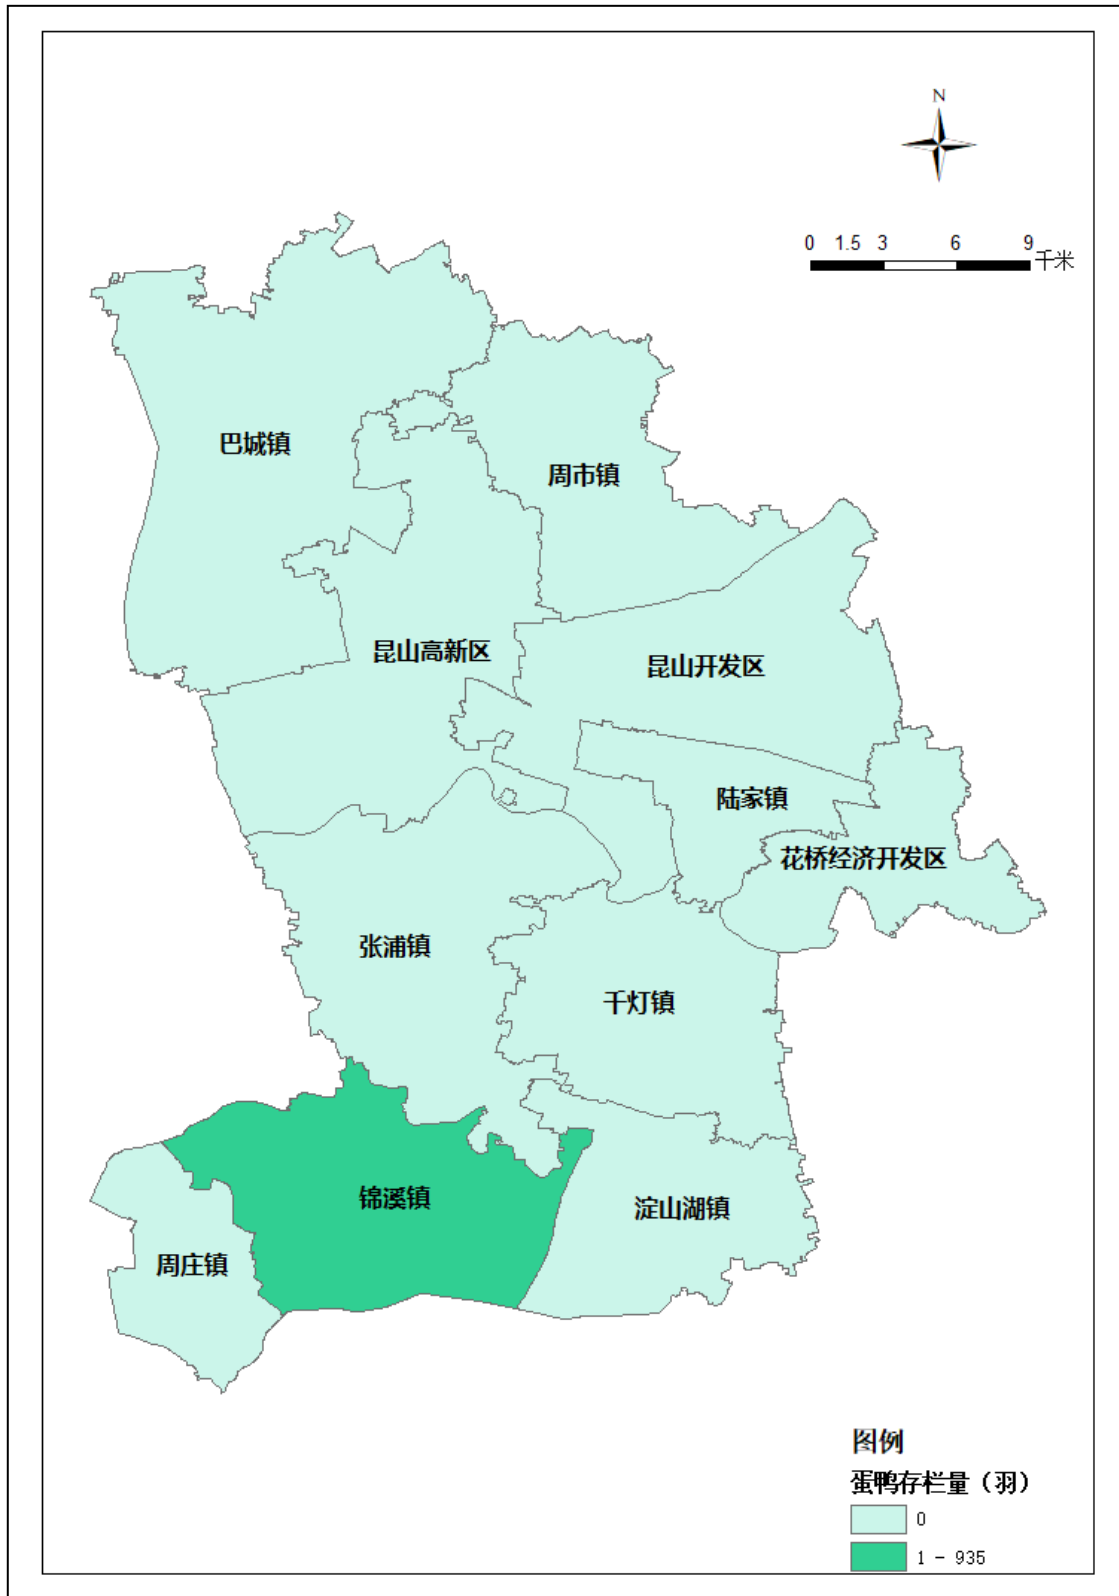 N
0 1.5 3 6 9
千米
巴城镇
周市镇
昆山高新区
昆山开发区
陆家镇
花桥经济开发区
张浦镇
千灯镇
锦溪镇
淀山湖镇
周庄镇
图例
蛋鸭存栏量（羽）
0
1 - 935